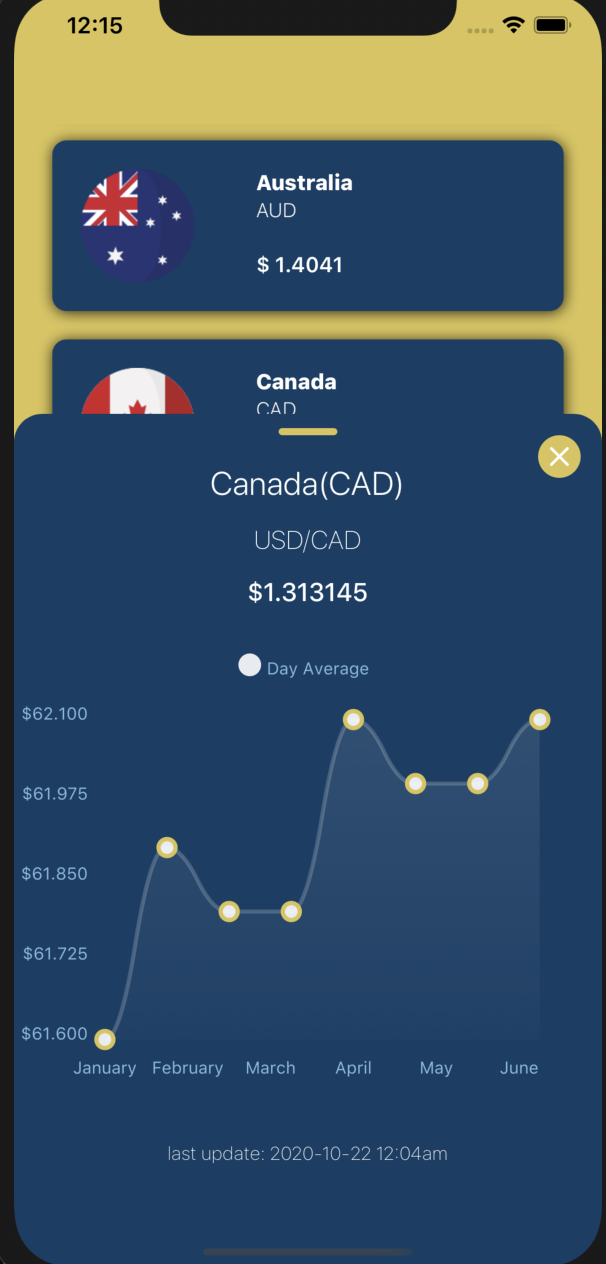 12:15
Australia
AUD
$ 1.4041
Canada
CAD
Canada(CAD)
USD/CAD
$1.313145
Day Average
$62.100
$61.975
$61.850
$61.725
$61.600
January February March April May June
last update: 2020-10-22 12:04am